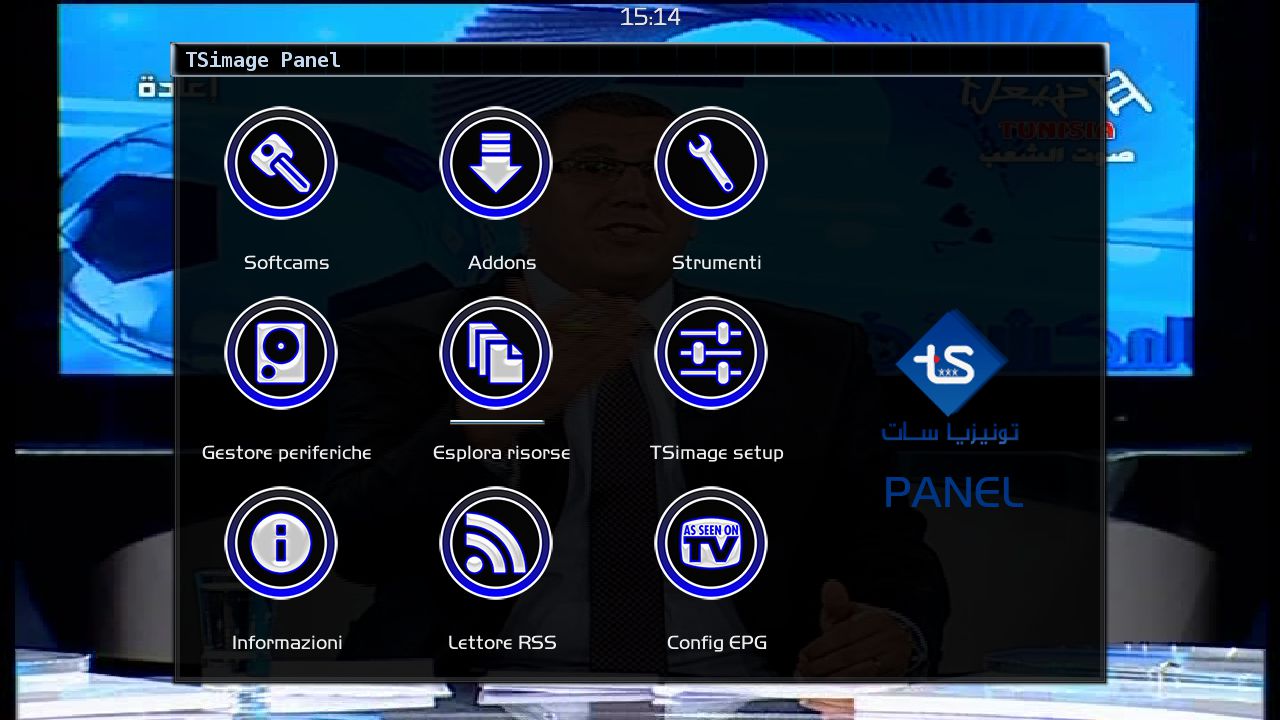 15:14
TSimage Panel
إعادة
TUNISIA
صوت الشعب
Softcams
Addons
Strumenti
Gestore periferiche
Esplora risorse
TSimage setup
ts
تونيزيا سات
PANEL
AS SEEN ON
TV
Informazioni
Lettore RSS
Config EPG